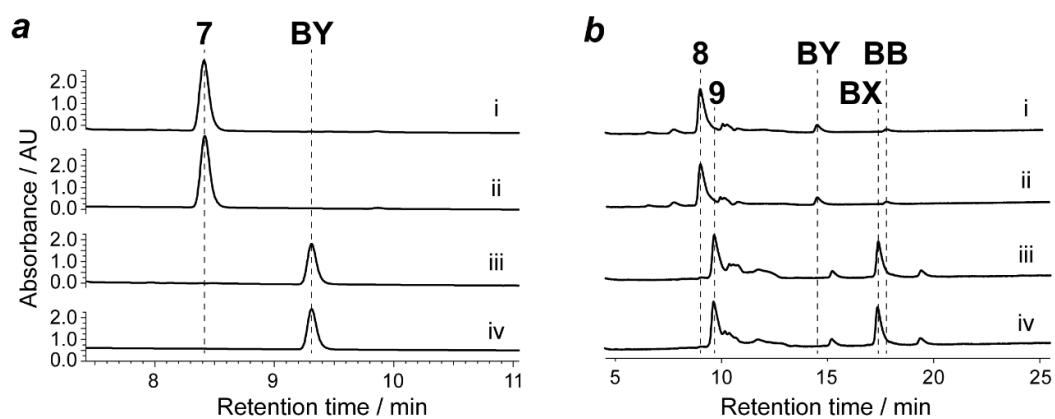 a
7 BY
2.0
1.0
0.0
i
2.0
1.0
0.0
ii
2.0
1.0
0.0
iii
2.0
1.0
0.0
iv
Absorbance / AU
8 9 10 11
Retention time / min
b
8 BY BB
9 BX
i
ii
iii
iv
5 10 15 20 25
Retention time / min